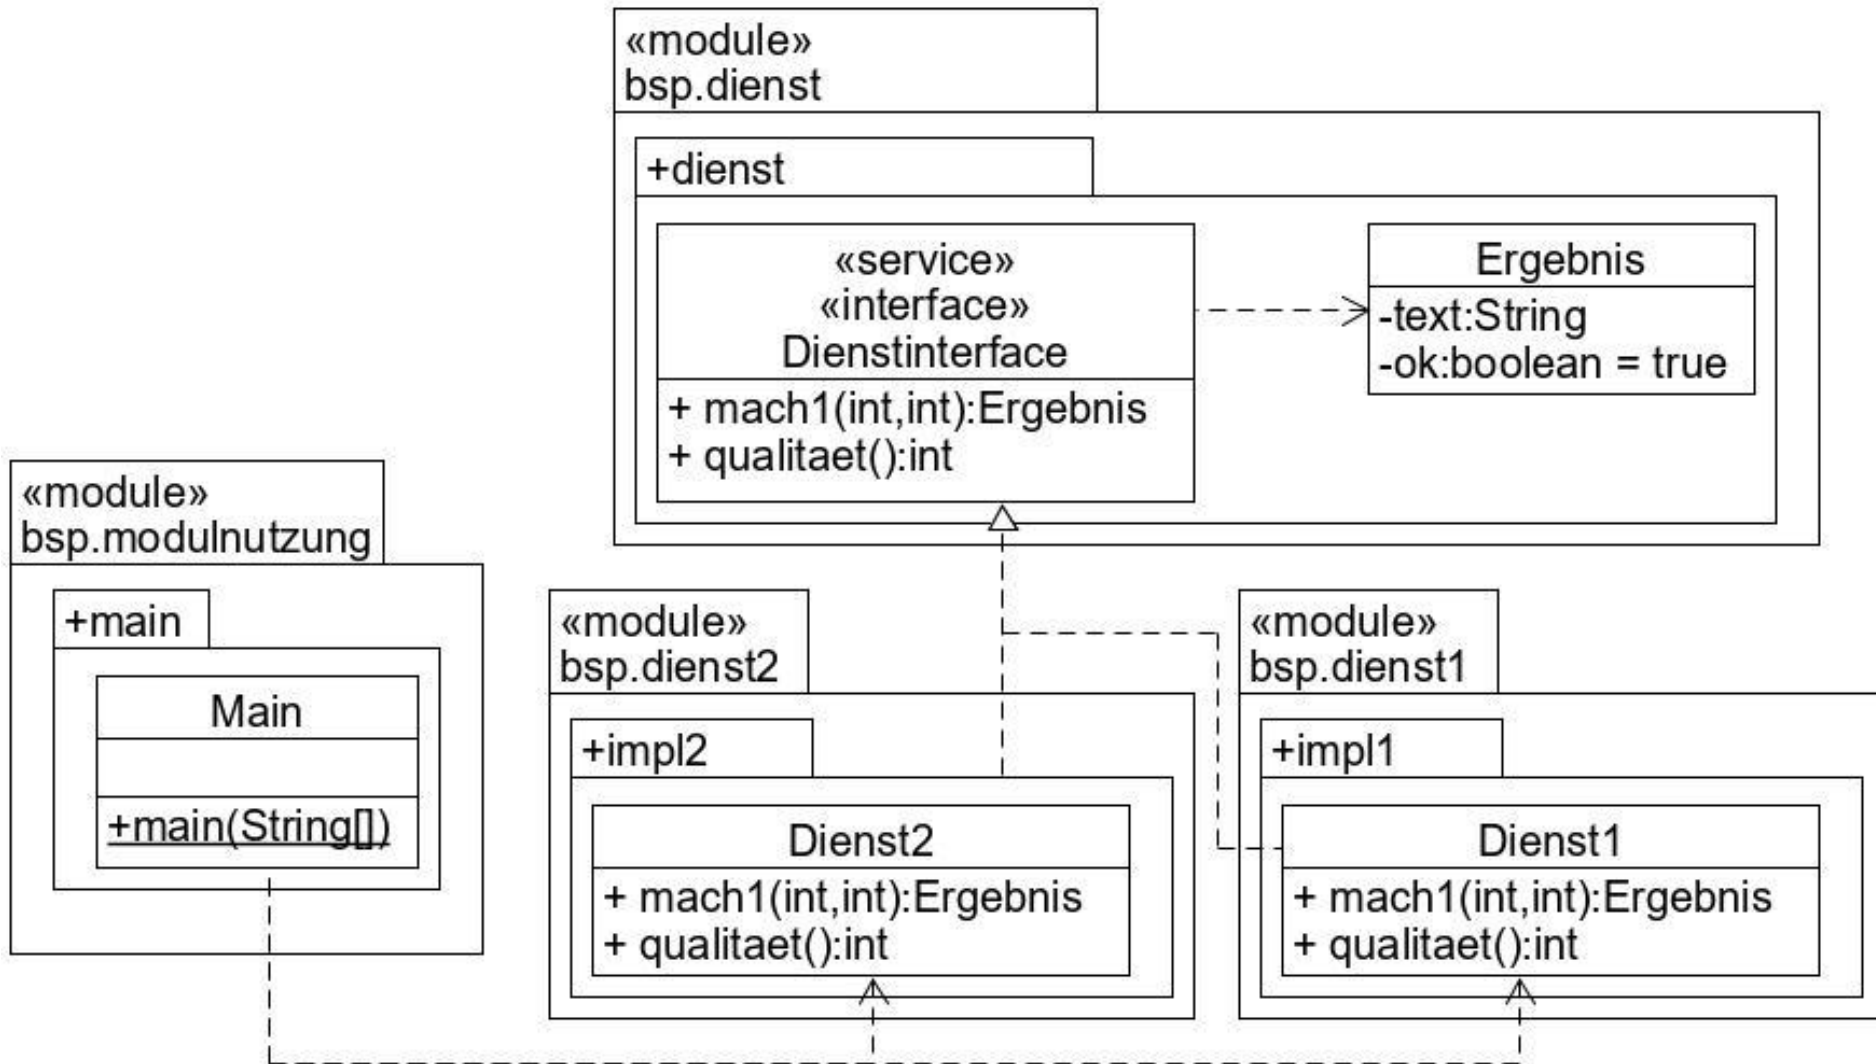 «module»
bsp.dienst
+dienst
«service»
«interface»
Dienstinterface
+ mach1(int,int):Ergebnis
+ qualitaet():int
Ergebnis
-text:String
-ok:boolean = true
«module»
bsp.modulnutzung
+main
Main
+main(String[])
«module»
bsp.dienst2
+impl2
Dienst2
+ mach1(int,int):Ergebnis
+ qualitaet():int
«module»
bsp.dienst1
+impl1
Dienst1
+ mach1(int,int):Ergebnis
+ qualitaet():int